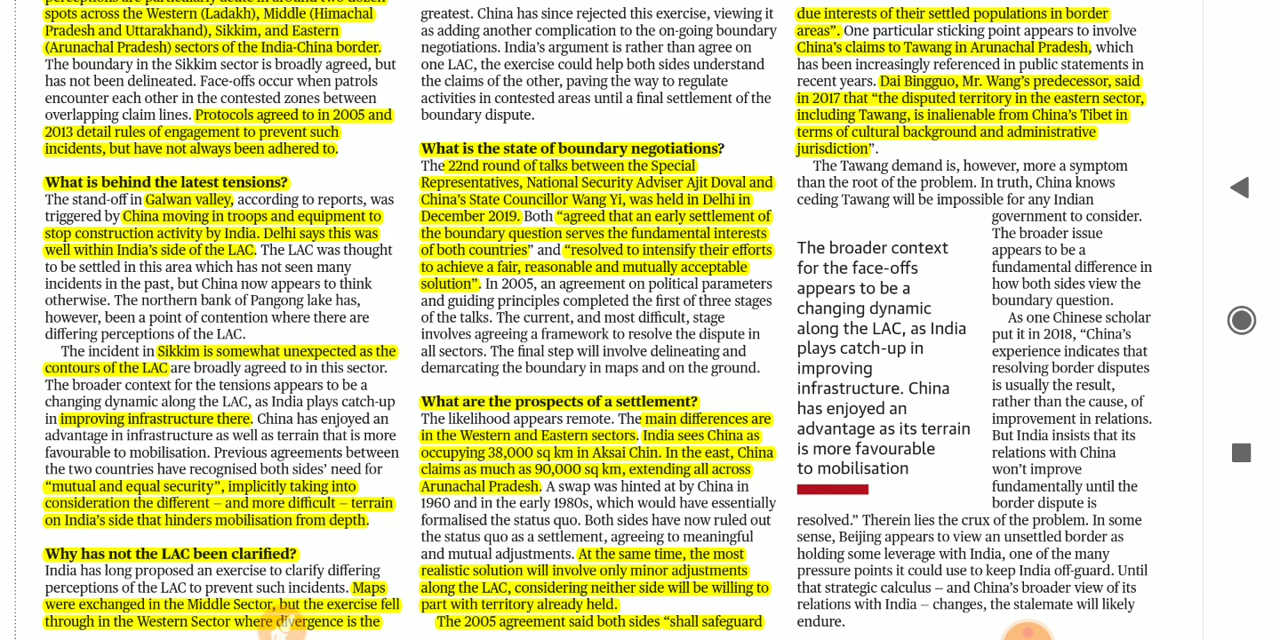 perceptions are particularly acute in around two dozen
spots across the Western (Ladakh), Middle (Himachal
Pradesh and Uttarakhand), Sikkim, and Eastern
(Arunachal Pradesh) sectors of the India-China border.
The boundary in the Sikkim sector is broadly agreed, but
has not been delineated. Face-offs occur when patrols
encounter each other in the contested zones between
overlapping claim lines. Protocols agreed to in 2005 and
2013 detail rules of engagement to prevent such
incidents, but have not always been adhered to.
What is behind the latest tensions?
The stand-off in Galwan valley, according to reports, was
triggered by China moving in troops and equipment to
stop construction activity by India. Delhi says this was
well within India's side of the LAC. The LAC was thought
to be settled in this area which has not seen many
incidents in the past, but China now appears to think
otherwise. The northern bank of Pangong lake has,
however, been a point of contention where there are
differing perceptions of the LAC.
The incident in Sikkim is somewhat unexpected as the
contours of the LAC are broadly agreed to in this sector.
The broader context for the tensions appears to be a
changing dynamic along the LAC, as India plays catch-up
in improving infrastructure there. China has enjoyed an
advantage in infrastructure as well as terrain that is more
favourable to mobilisation. Previous agreements between
the two countries have recognised both sides' need for
“mutual and equal security”, implicitly taking into
consideration the different – and more difficult – terrain
on India's side that hinders mobilisation from depth.
Why has not the LAC been clarified?
India has long proposed an exercise to clarify differing
perceptions of the LAC to prevent such incidents. Maps
were exchanged in the Middle Sector, but the exercise fell
through in the Western Sector where divergence is the
greatest. China has since rejected this exercise, viewing it
as adding another complication to the on-going boundary
negotiations. India's argument is rather than agree on
one LAC, the exercise could help both sides understand
the claims of the other, paving the way to regulate
activities in contested areas until a final settlement of the
boundary dispute.
What is the state of boundary negotiations?
The 22nd round of talks between the Special
Representatives, National Security Adviser Ajit Doval and
China's State Councillor Wang Yi, was held in Delhi in
December 2019. Both “agreed that an early settlement of
the boundary question serves the fundamental interests
of both countries” and “resolved to intensify their efforts
to achieve a fair, reasonable and mutually acceptable
solution”. In 2005, an agreement on political parameters
and guiding principles completed the first of three stages
of the talks. The current, and most difficult, stage
involves agreeing a framework to resolve the dispute in
all sectors. The final step will involve delineating and
demarcating the boundary in maps and on the ground.
What are the prospects of a settlement?
The likelihood appears remote. The main differences are
in the Western and Eastern sectors. India sees China as
occupying 38,000 sq km in Aksai Chin. In the east, China
claims as much as 90,000 sq km, extending all across
Arunachal Pradesh. A swap was hinted at by China in
1960 and in the early 1980s, which would have essentially
formalised the status quo. Both sides have now ruled out
the status quo as a settlement, agreeing to meaningful
and mutual adjustments. At the same time, the most
realistic solution will involve only minor adjustments
along the LAC, considering neither side will be willing to
part with territory already held.
The 2005 agreement said both sides “shall safeguard
due interests of their settled populations in border
areas”. One particular sticking point appears to involve
China's claims to Tawang in Arunachal Pradesh, which
has been increasingly referenced in public statements in
recent years. Dai Bingguo, Mr. Wang's predecessor, said
in 2017 that “the disputed territory in the eastern sector,
including Tawang, is inalienable from China's Tibet in
terms of cultural background and administrative
jurisdiction”.
The Tawang demand is, however, more a symptom
than the root of the problem. In truth, China knows
ceding Tawang will be impossible for any Indian
government to consider.
The broader issue
appears to be a
fundamental difference in
how both sides view the
boundary question.
As one Chinese scholar
put it in 2018, “China's
experience indicates that
resolving border disputes
is usually the result,
rather than the cause, of
improvement in relations.
But India insists that its
relations with China
won't improve
fundamentally until the
border dispute is
resolved.” Therein lies the crux of the problem. In some
sense, Beijing appears to view an unsettled border as
holding some leverage with India, one of the many
pressure points it could use to keep India off-guard. Until
that strategic calculus – and China's broader view of its
relations with India – changes, the stalemate will likely
endure.
The broader context
for the face-offs
appears to be a
changing dynamic
along the LAC, as India
plays catch-up in
improving
infrastructure. China
has enjoyed an
advantage as its terrain
is more favourable
to mobilisation